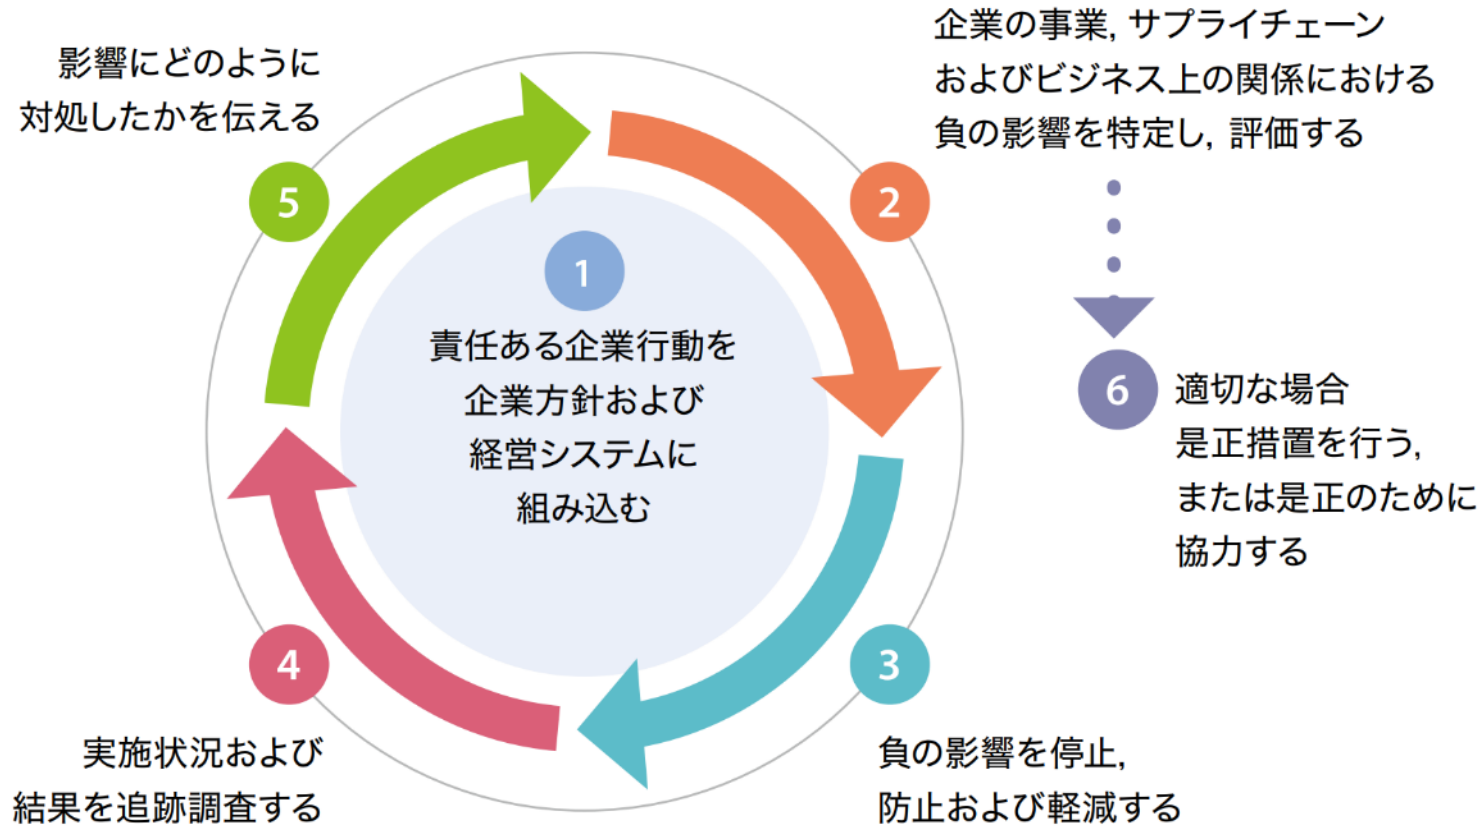 1
責任ある企業行動を
企業方針および
経営システムに
組み込む
2
企業の事業, サプライチェーン
およびビジネス上の関係における
負の影響を特定し, 評価する
3
負の影響を停止,
防止および軽減する
4
実施状況および
結果を追跡調査する
5
影響にどのように
対処したかを伝える
6
適切な場合
是正措置を行う,
または是正のために
協力する